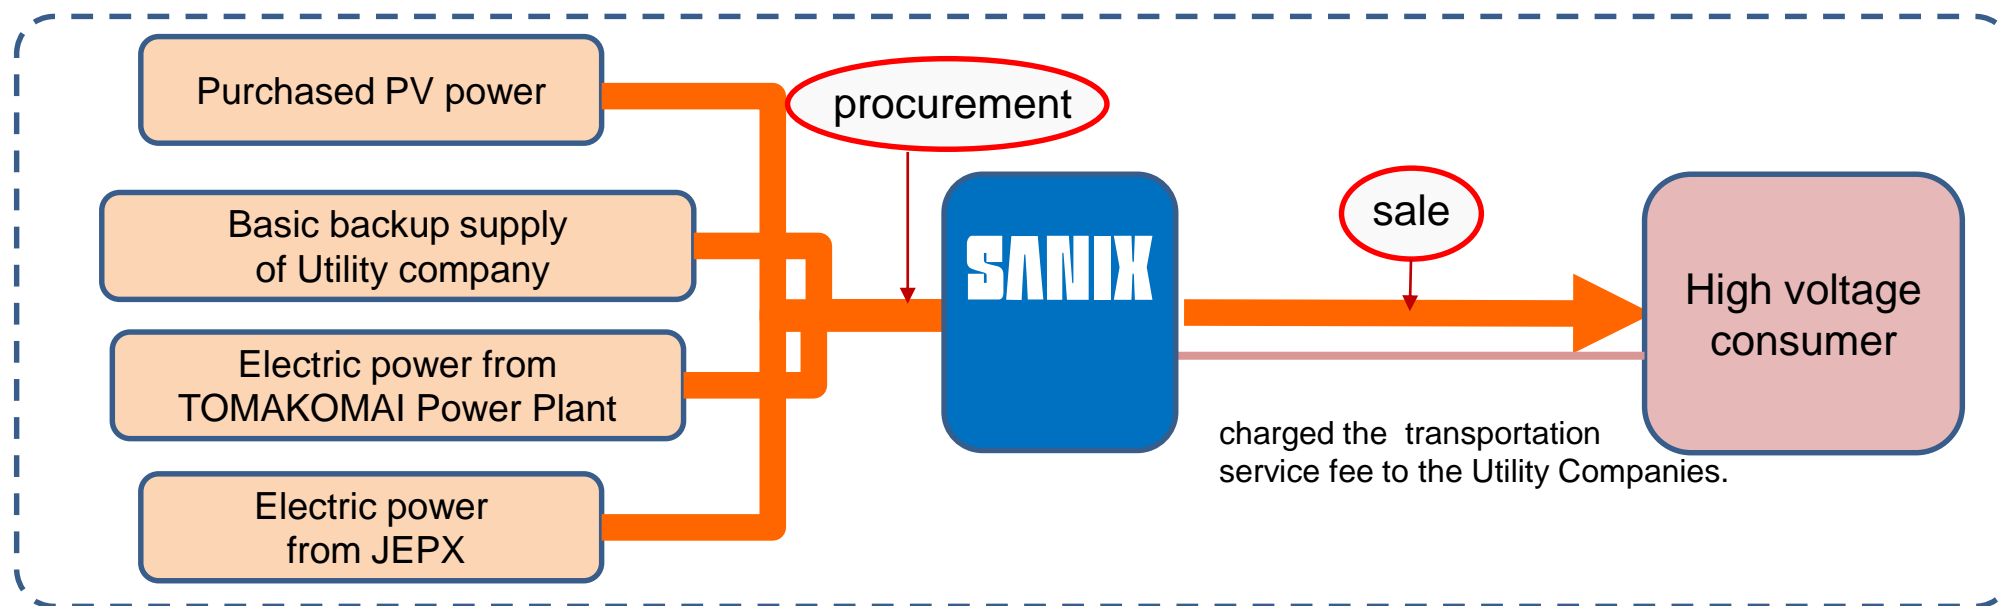 Purchased PV power
procurement
sale
Basic backup supply
of Utility company
SANIX
High voltage
consumer
Electric power from
TOMAKOMAI Power Plant
charged the  transportation
service fee to the Utility Companies.
Electric power
from JEPX